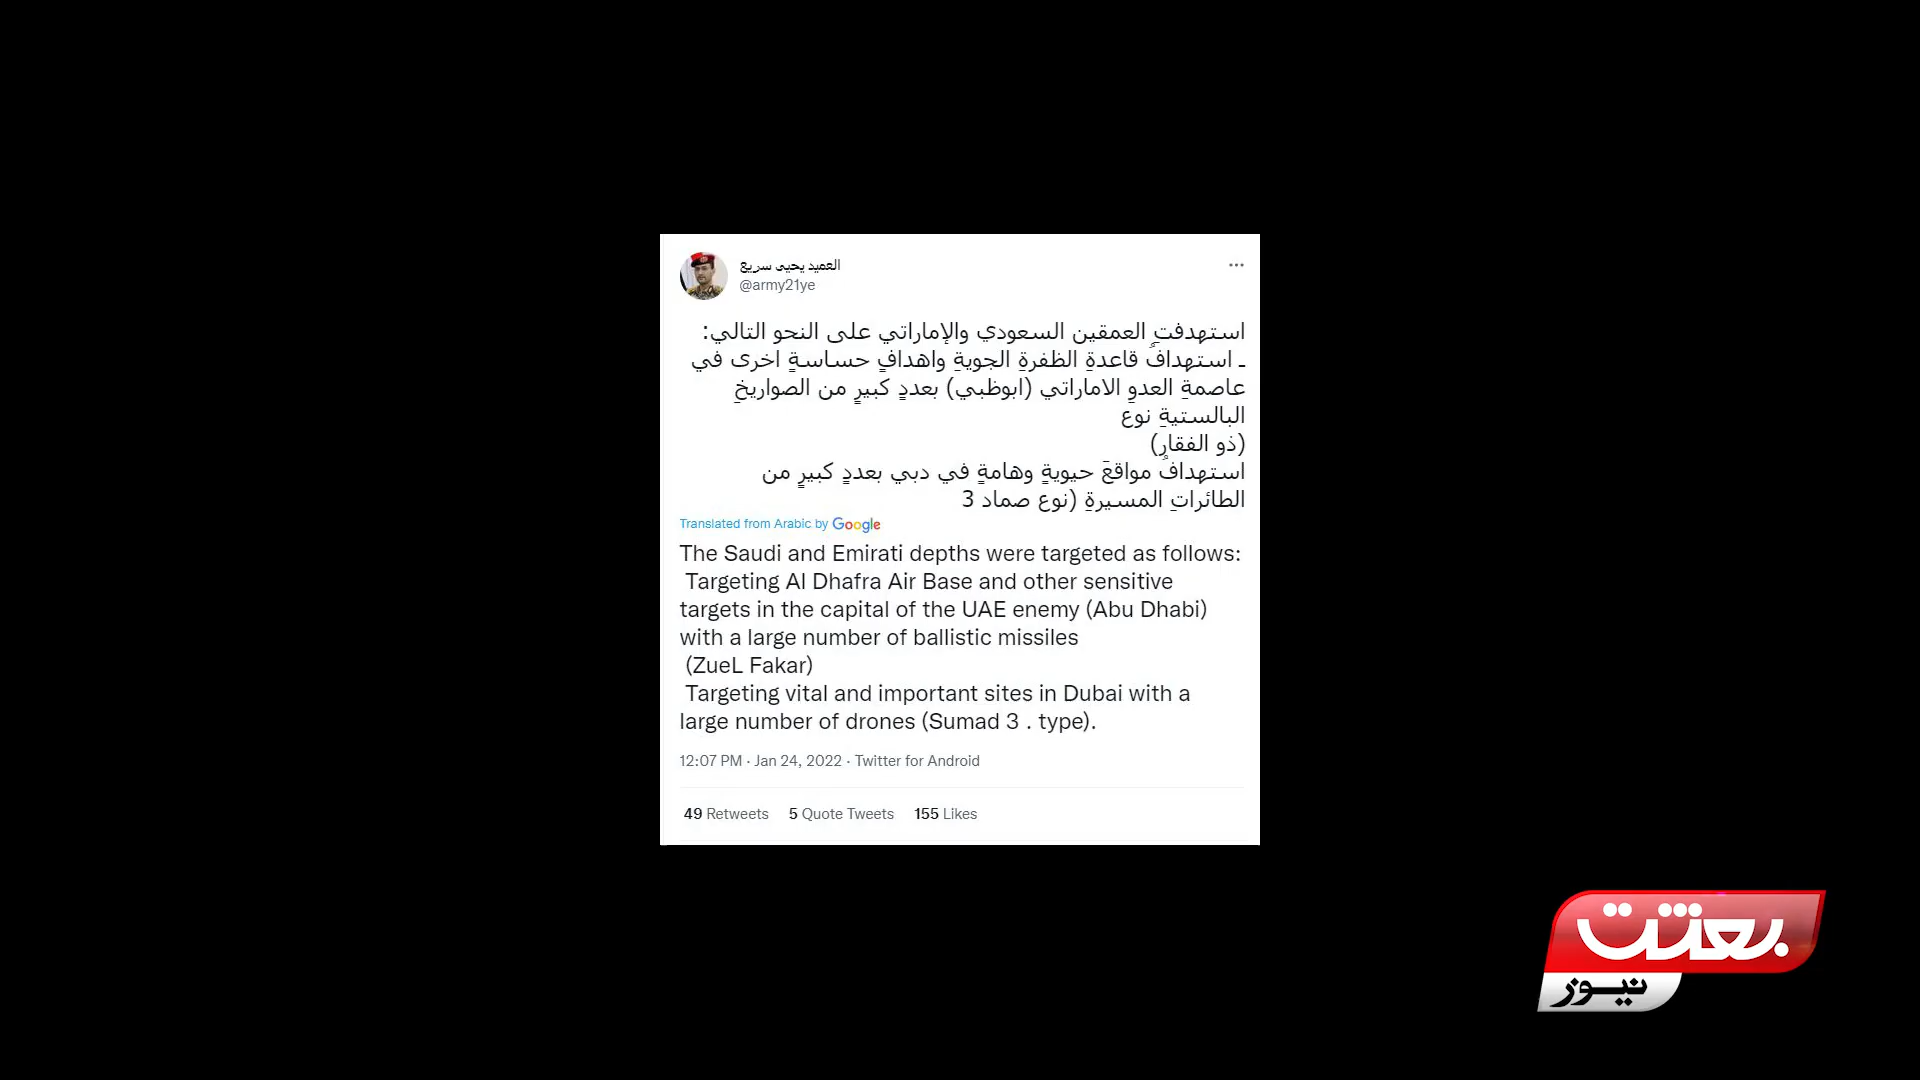 العميد يحيى سريع
@army21ye
استهدفتِ العمقين السعودي والإماراتي على النحو التالي:
ـ استهدافُ قاعدةِ الظفرةِ الجويةِ واهدافٍ حساسةٍ اخرى في
عاصمةِ العدوِ الاماراتي (ابوظبي) بعددٍ كبيرٍ من الصواريخِ
البالستيةِ نوع
(ذو الفقارِ)
استهدافُ مواقعَ حيويةٍ وهامةٍ في دبي بعددٍ كبيرٍ من
الطائراتِ المسيرةِ (نوع صماد 3
Translated from Arabic by Google
The Saudi and Emirati depths were targeted as follows:
Targeting Al Dhafra Air Base and other sensitive
targets in the capital of the UAE enemy (Abu Dhabi)
with a large number of ballistic missiles
(ZueL Fakar)
Targeting vital and important sites in Dubai with a
large number of drones (Sumad 3 . type).
12:07 PM · Jan 24, 2022 · Twitter for Android
49 Retweets 5 Quote Tweets 155 Likes
بعثت
نیوز